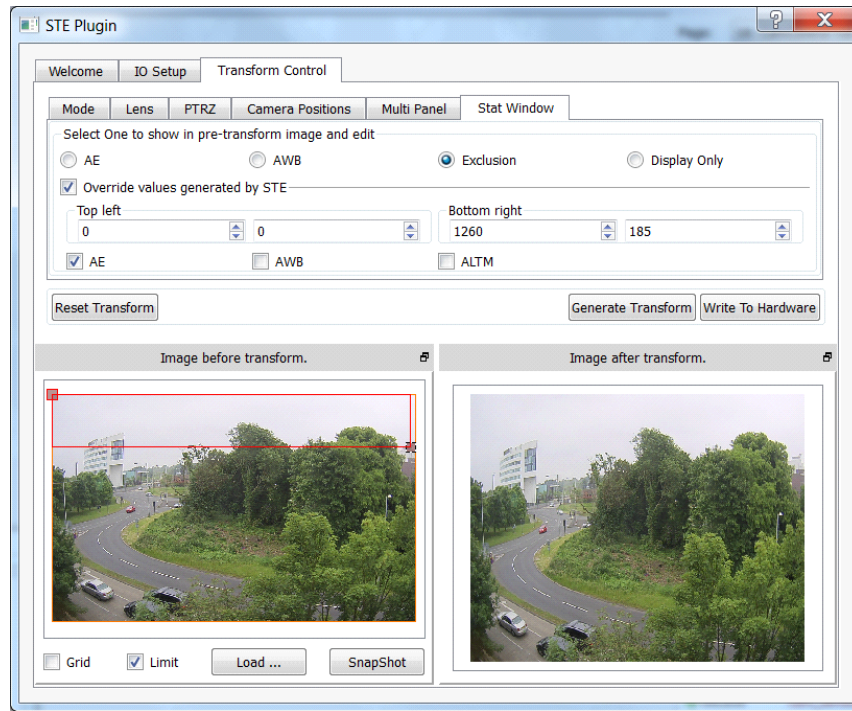 STE Plugin
Welcome IO Setup Transform Control
Mode Lens PTRZ Camera Positions Multi Panel Stat Window
Select One to show in pre-transform image and edit
AE AWB Exclusion Display Only
Override values generated by STE
Top left Bottom right
0 0 1260 185
AE AWB ALTM
Reset Transform Generate Transform Write To Hardware
Image before transform. Image after transform.
Grid Limit Load ... SnapShot